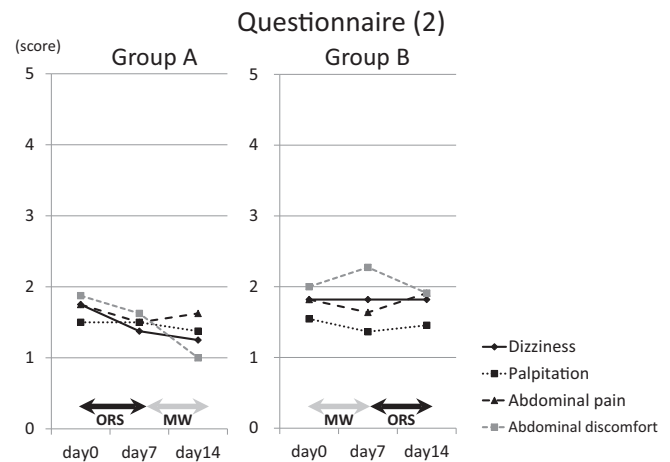 Questionnaire (2)
(score)
Group A
Group B
5
4
3
2
1
0
ORS
MW
day0 day7 day14
5
4
3
2
1
0
MW
ORS
day0 day7 day14
Dizziness
Palpitation
Abdominal pain
Abdominal discomfort